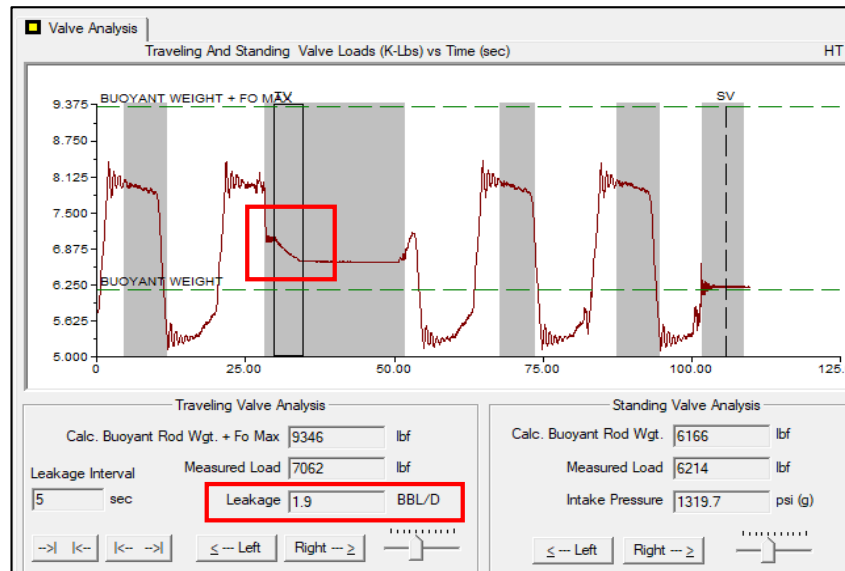 Valve Analysis
Traveling And Standing Valve Loads (K-Lbs) vs Time (sec) HT
BUOYANT WEIGHT + FO MAX TV SV
9.375
8.750
8.125
7.500
6.875
BUOYANT WEIGHT
6.250
5.625
5.000
0 25.00 50.00 75.00 100.00 125.
Traveling Valve Analysis
Calc. Buoyant Rod Wgt. + Fo Max 9346 lbf
Leakage Interval
Measured Load 7062 lbf
5 sec
Leakage 1.9 BBL/D
-->| |<-- |<-- -->| < --- Left Right --- >
Standing Valve Analysis
Calc. Buoyant Rod Wgt. 6166 lbf
Measured Load 6214 lbf
Intake Pressure 1319.7 psi (g)
< --- Left Right --- >